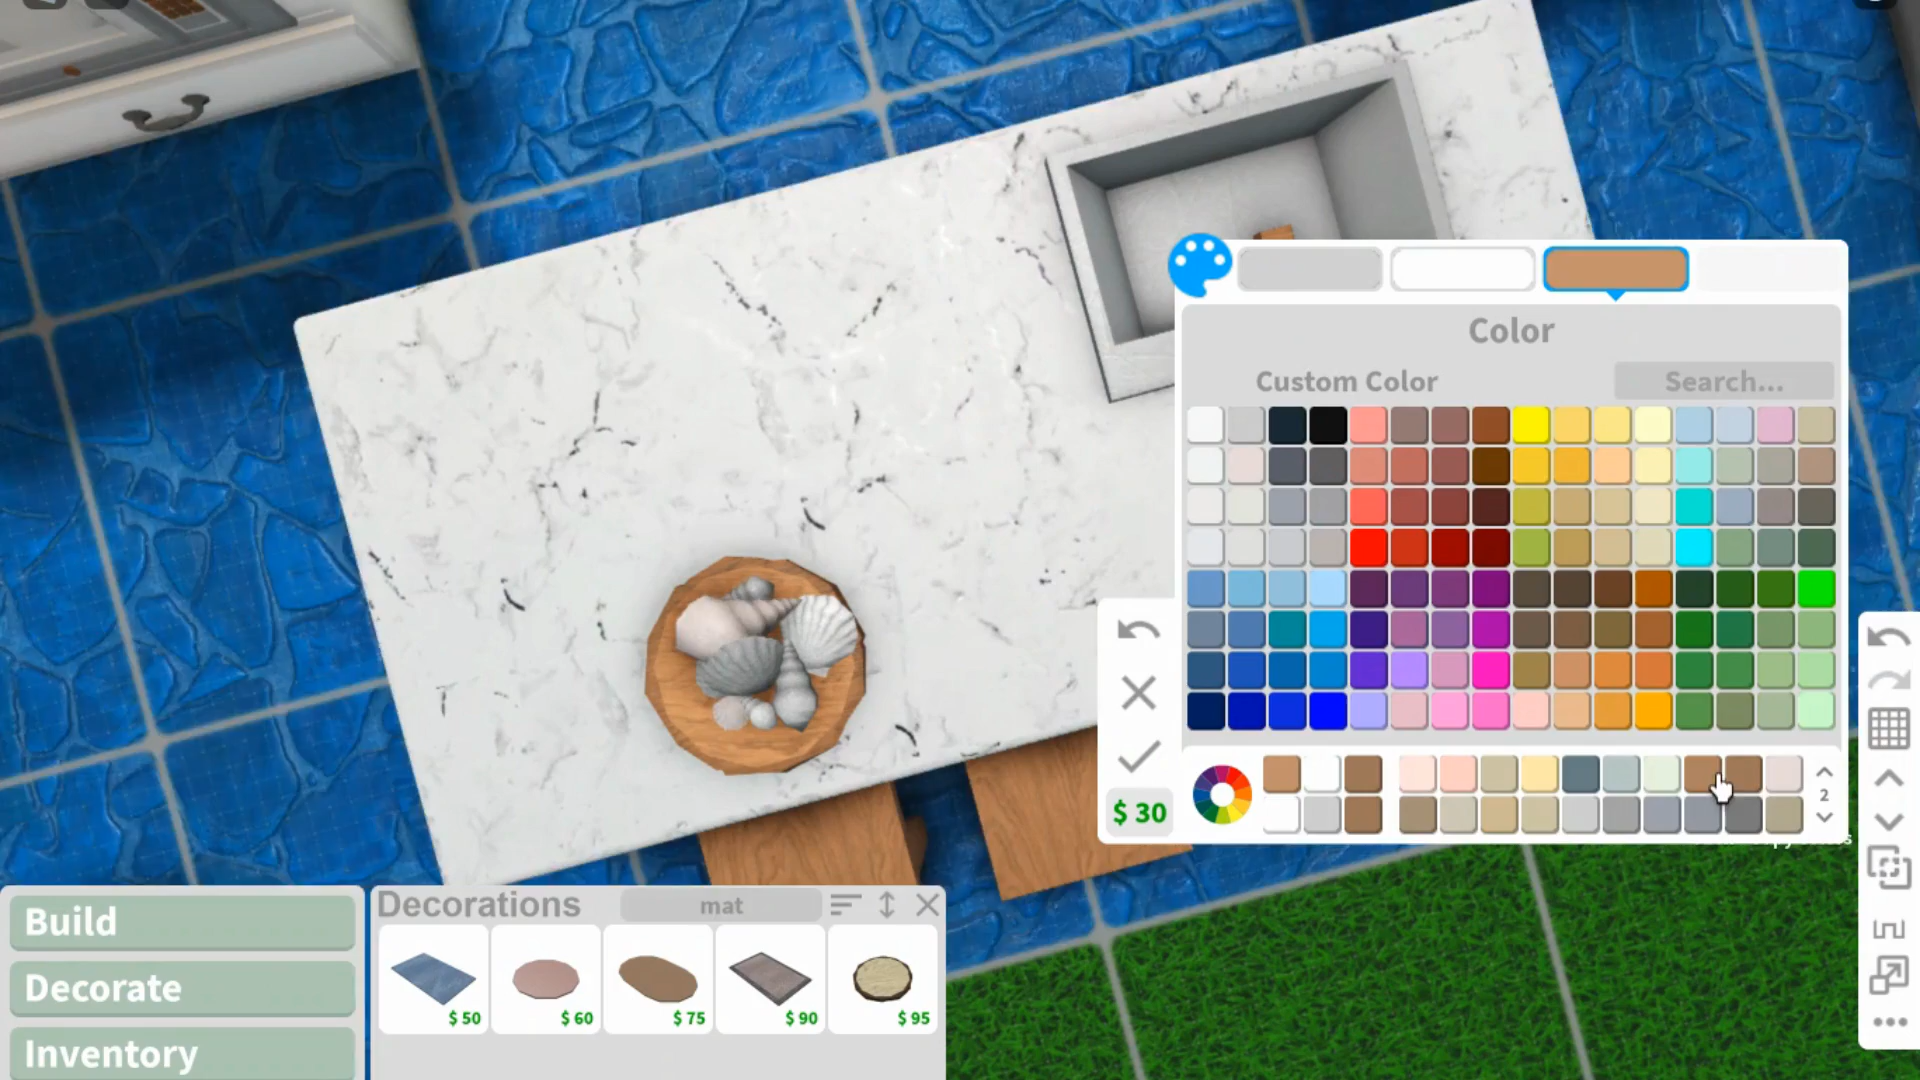 Color
Custom Color
Search...
$ 30
2
Build
Decorate
Inventory
Decorations
mat
$ 50
$ 60
$ 75
$ 90
$ 95